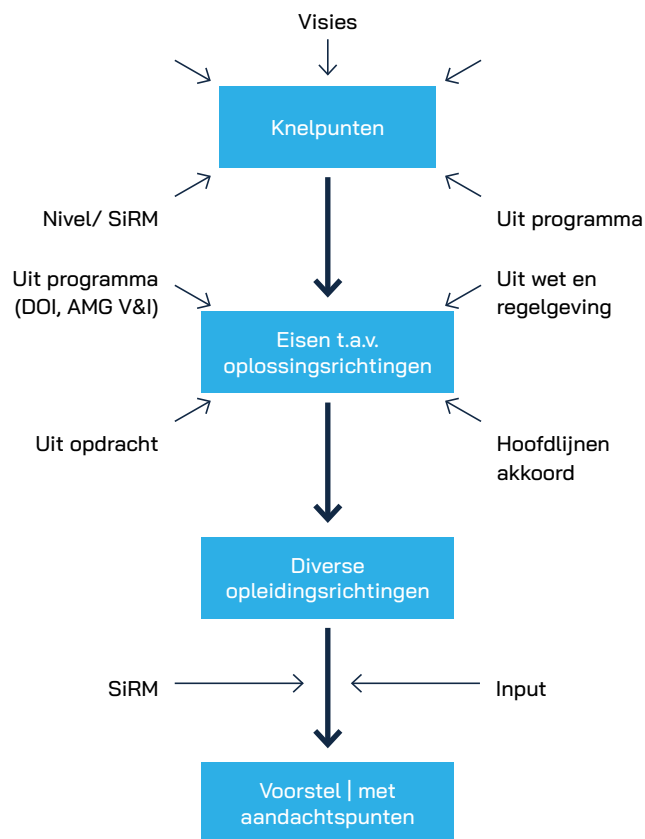 Visies
Knelpunten
Nivel/ SiRM
Uit programma
Uit programma
(DOI, AMG V&I)
Uit wet en
regelgeving
Eisen t.a.v.
oplossingsrichtingen
Uit opdracht
Hoofdlijnen
akkoord
Diverse
opleidingsrichtingen
SiRM
Input
Voorstel | met
aandachtspunten